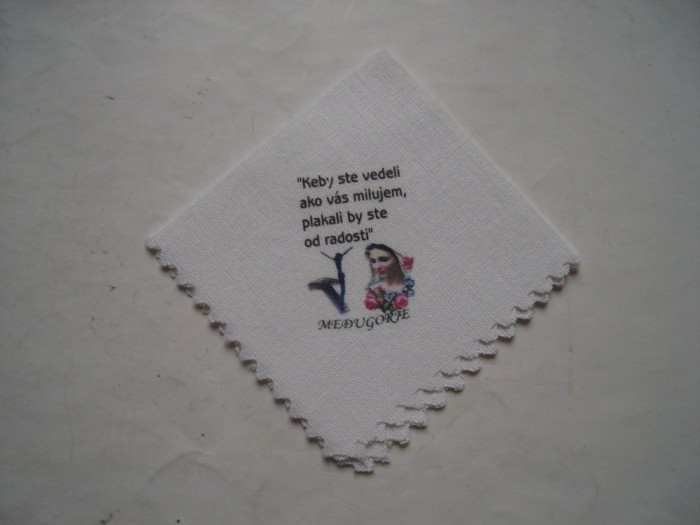 "Keby ste vedeli
ako vás milujem,
plakali by ste
od radosti"
MEĐUGORJE